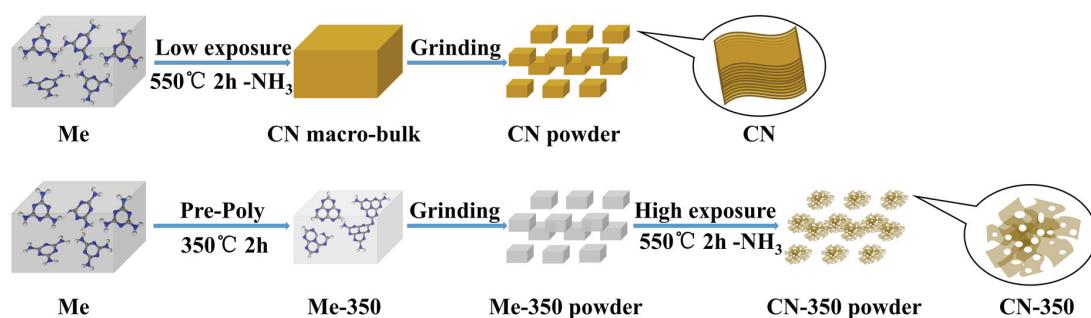 Low exposure
550℃ 2h -NH₃
Grinding
Me
CN macro-bulk
CN powder
CN
Pre-Poly
350℃ 2h
Grinding
High exposure
550℃ 2h -NH₃
Me
Me-350
Me-350 powder
CN-350 powder
CN-350